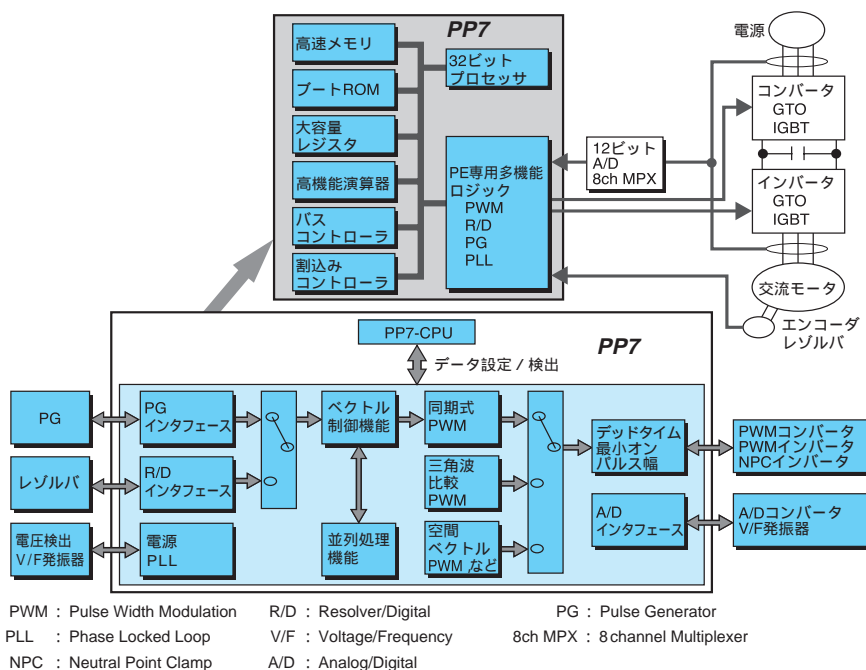 PP7
高速メモリ
ブートROM
大容量
レジスタ
高機能演算器
バス
コントローラ
割込み
コントローラ
32ビット
プロセッサ
PE専用多機能
ロジック
PWM
R/D
PG
PLL
12ビット
A/D
8ch MPX
電源
コンバータ
GTO
IGBT
インバータ
GTO
IGBT
交流モータ
エンコーダ
レゾルバ
PP7-CPU
PP7
データ設定 / 検出
PG
PG
インタフェース
ベクトル
制御機能
同期式
PWM
デッドタイム
最小オン
パルス幅
PWMコンバータ
PWMインバータ
NPCインバータ
レゾルバ
R/D
インタフェース
三角波
比較
PWM
電圧検出
V/F発振器
電源
PLL
並列処理
機能
空間
ベクトル
PWM など
A/D
インタフェース
A/Dコンバータ
V/F発振器
PWM : Pulse Width Modulation
R/D : Resolver/Digital
PG : Pulse Generator
PLL : Phase Locked Loop
V/F : Voltage/Frequency
8ch MPX : 8 channel Multiplexer
NPC : Neutral Point Clamp
A/D : Analog/Digital